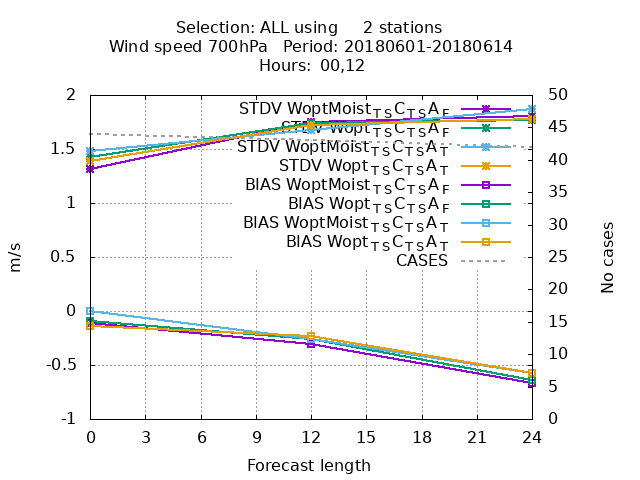 Selection: ALL using 2 stations
Wind speed 700hPa Period: 20180601-20180614
Hours: 00,12
2
1.5
1
0.5
0
-0.5
-1
m/s
50
45
40
35
30
25
20
15
10
5
0
No cases
STDV WoptMoist_TS C_TS A_F
STDV Wopt_TS C_TS A_F
STDV WoptMoist_TS C_TS A_T
STDV Wopt_TS C_TS A_T
BIAS WoptMoist_TS C_TS A_F
BIAS Wopt_TS C_TS A_F
BIAS WoptMoist_TS C_TS A_T
BIAS Wopt_TS C_TS A_T
CASES
0 3 6 9 12 15 18 21 24
Forecast length